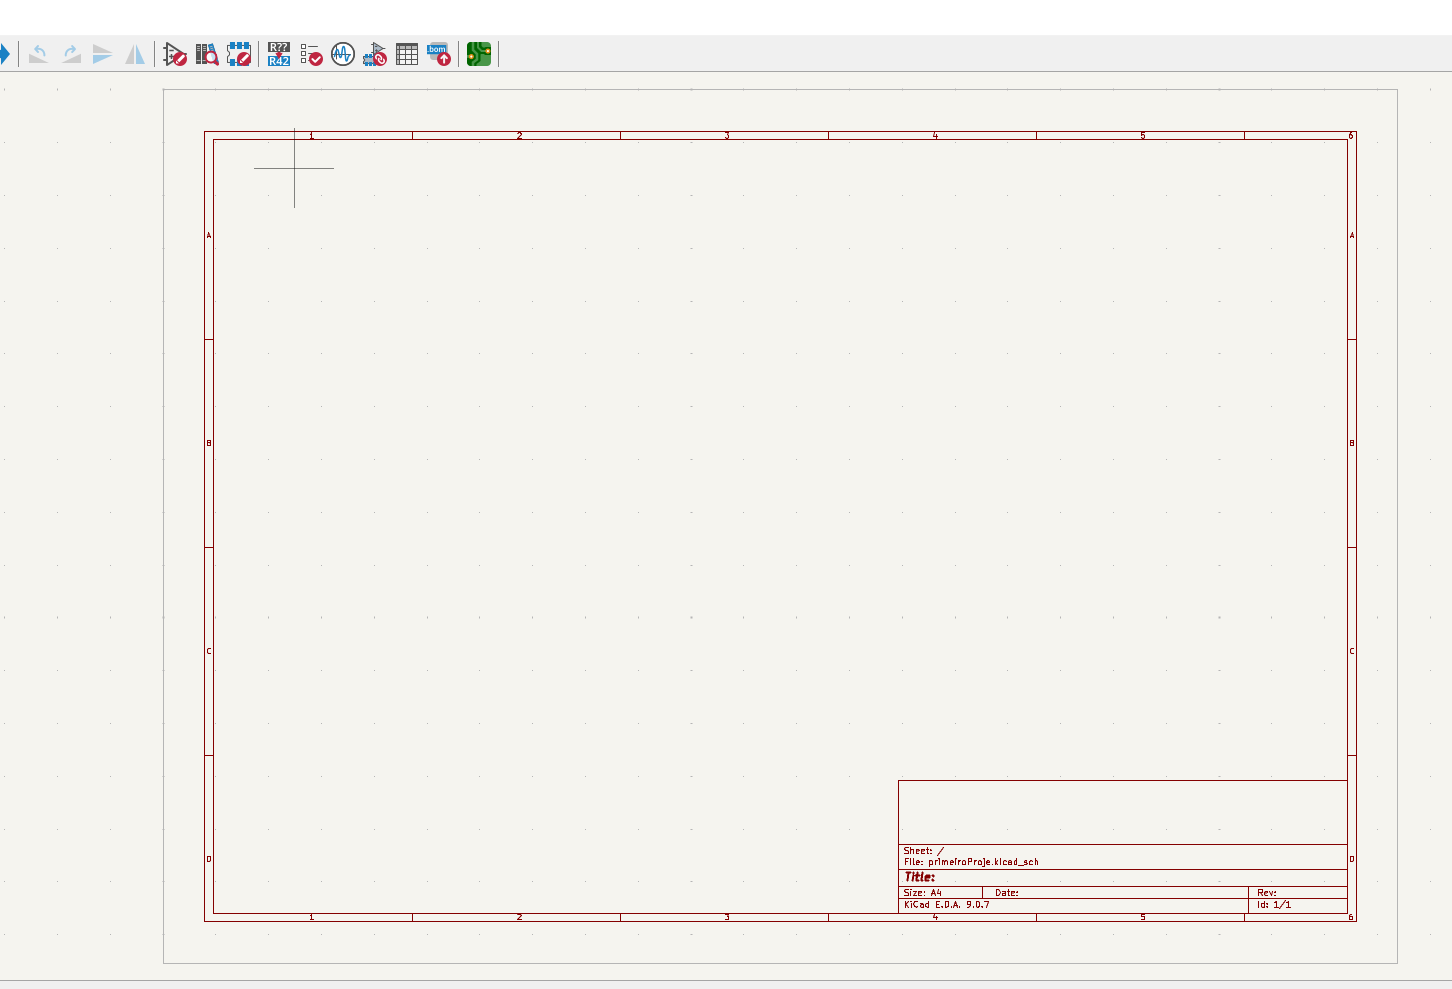 R??
R42
bom
1 2 3 4 5 6
A A
B B
C C
D D
Sheet: /
File: primeiroProje.kicad_sch
Title:
Size: A4 Date: Rev:
KiCad E.D.A. 9.0.7 Id: 1/1
1 2 3 4 5 6